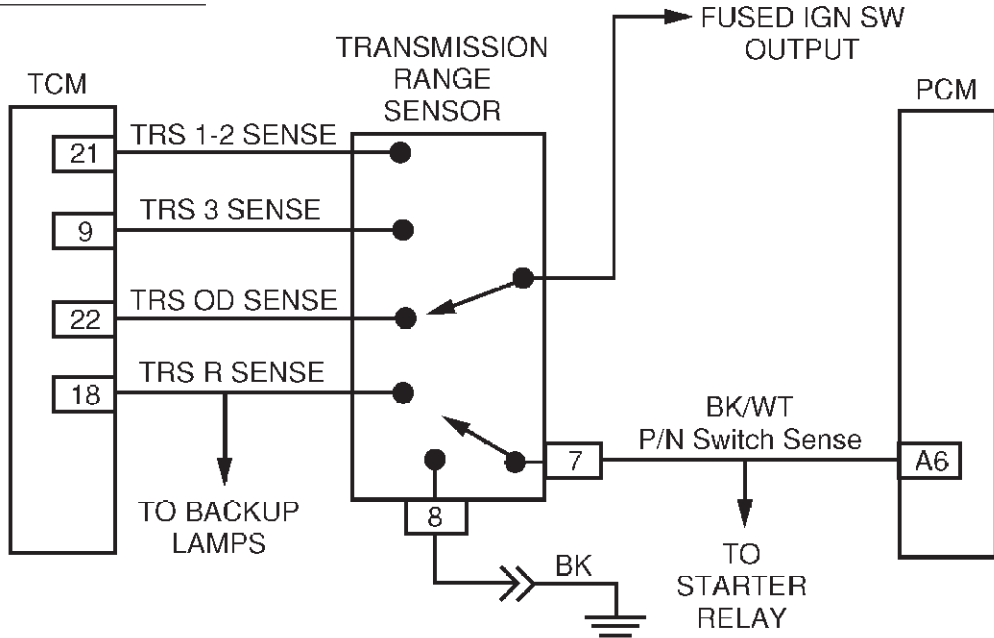 FUSED IGN SW
OUTPUT
TRANSMISSION
RANGE
SENSOR
TCM
PCM
21
TRS 1-2 SENSE
9
TRS 3 SENSE
22
TRS OD SENSE
18
TRS R SENSE
BK/WT
P/N Switch Sense
7
A6
8
TO BACKUP
LAMPS
BK
TO
STARTER
RELAY